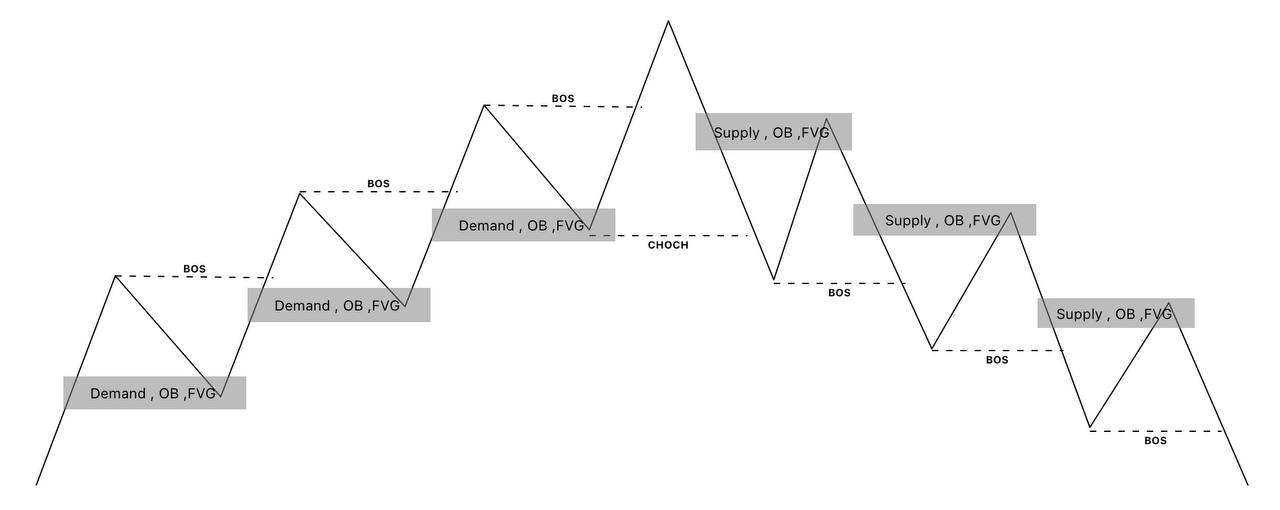 BOS
Supply , OB ,FVG
BOS
Supply , OB ,FVG
Demand , OB ,FVG
CHOCH
BOS
BOS
Demand , OB ,FVG
Supply , OB ,FVG
BOS
Demand , OB ,FVG
BOS